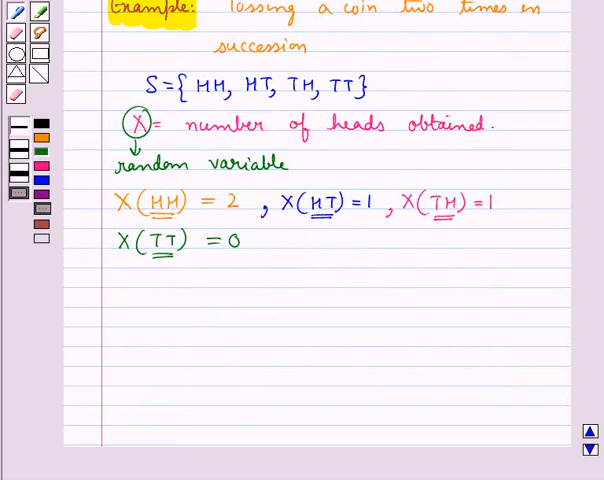 Example: Tossing a coin two times in
succession
S={ HH, HT, TH, TT}
X = number of heads obtained.
random variable
X(HH) = 2 , X(HT) = 1 , X(TH) = 1
X(TT) = 0